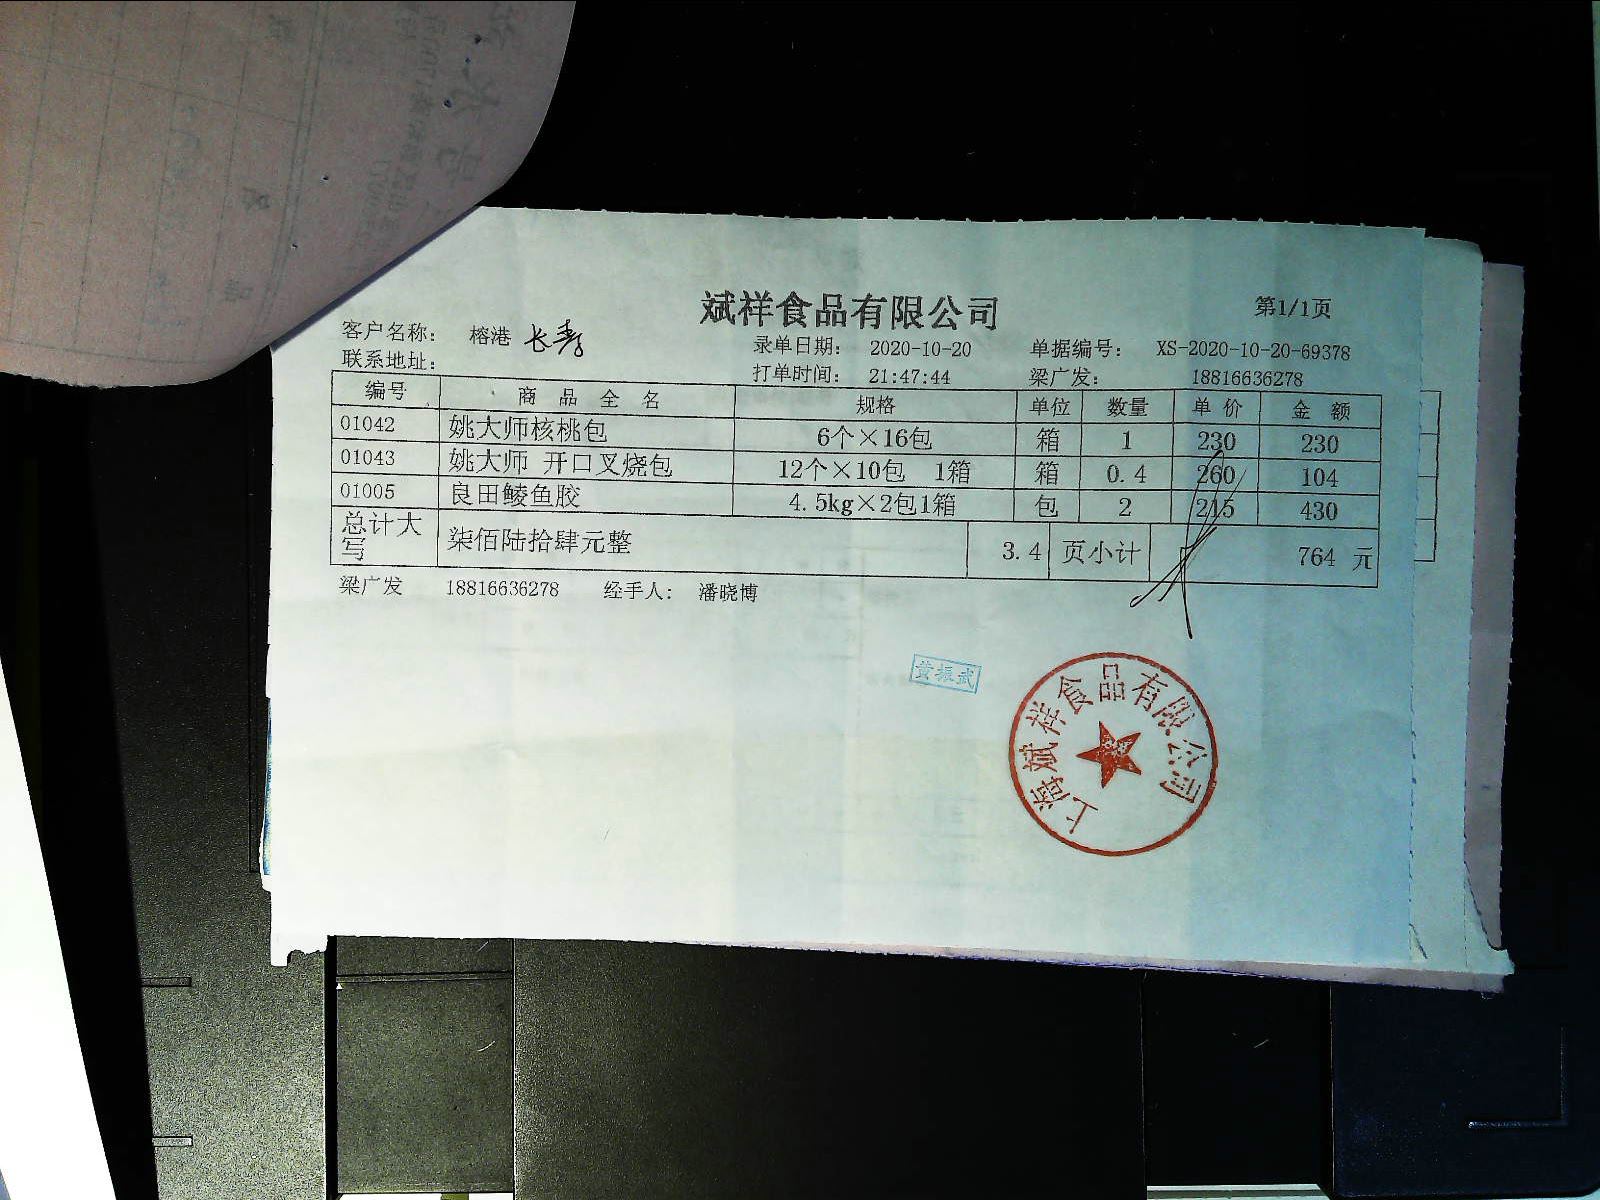 斌祥食品有限公司
第1/1页
客户名称： 榕港 长寿
录单日期： 2020-10-20 单据编号： XS-2020-10-20-69378
联系地址：
打单时间： 21:47:44 梁广发： 18816636278
编号 商品全名 规格 单位 数量 单价 金额
01042 姚大师核桃包 6个×16包 箱 1 230 230
01043 姚大师 开口叉烧包 12个×10包 1箱 箱 0.4 260 104
01005 良田鲮鱼胶 4.5kg×2包1箱 包 2 215 430
总计大写 柒佰陆拾肆元整 3.4 页小计 764 元
梁广发 18816636278 经手人： 潘晓博
黄振武
上海斌祥食品有限公司